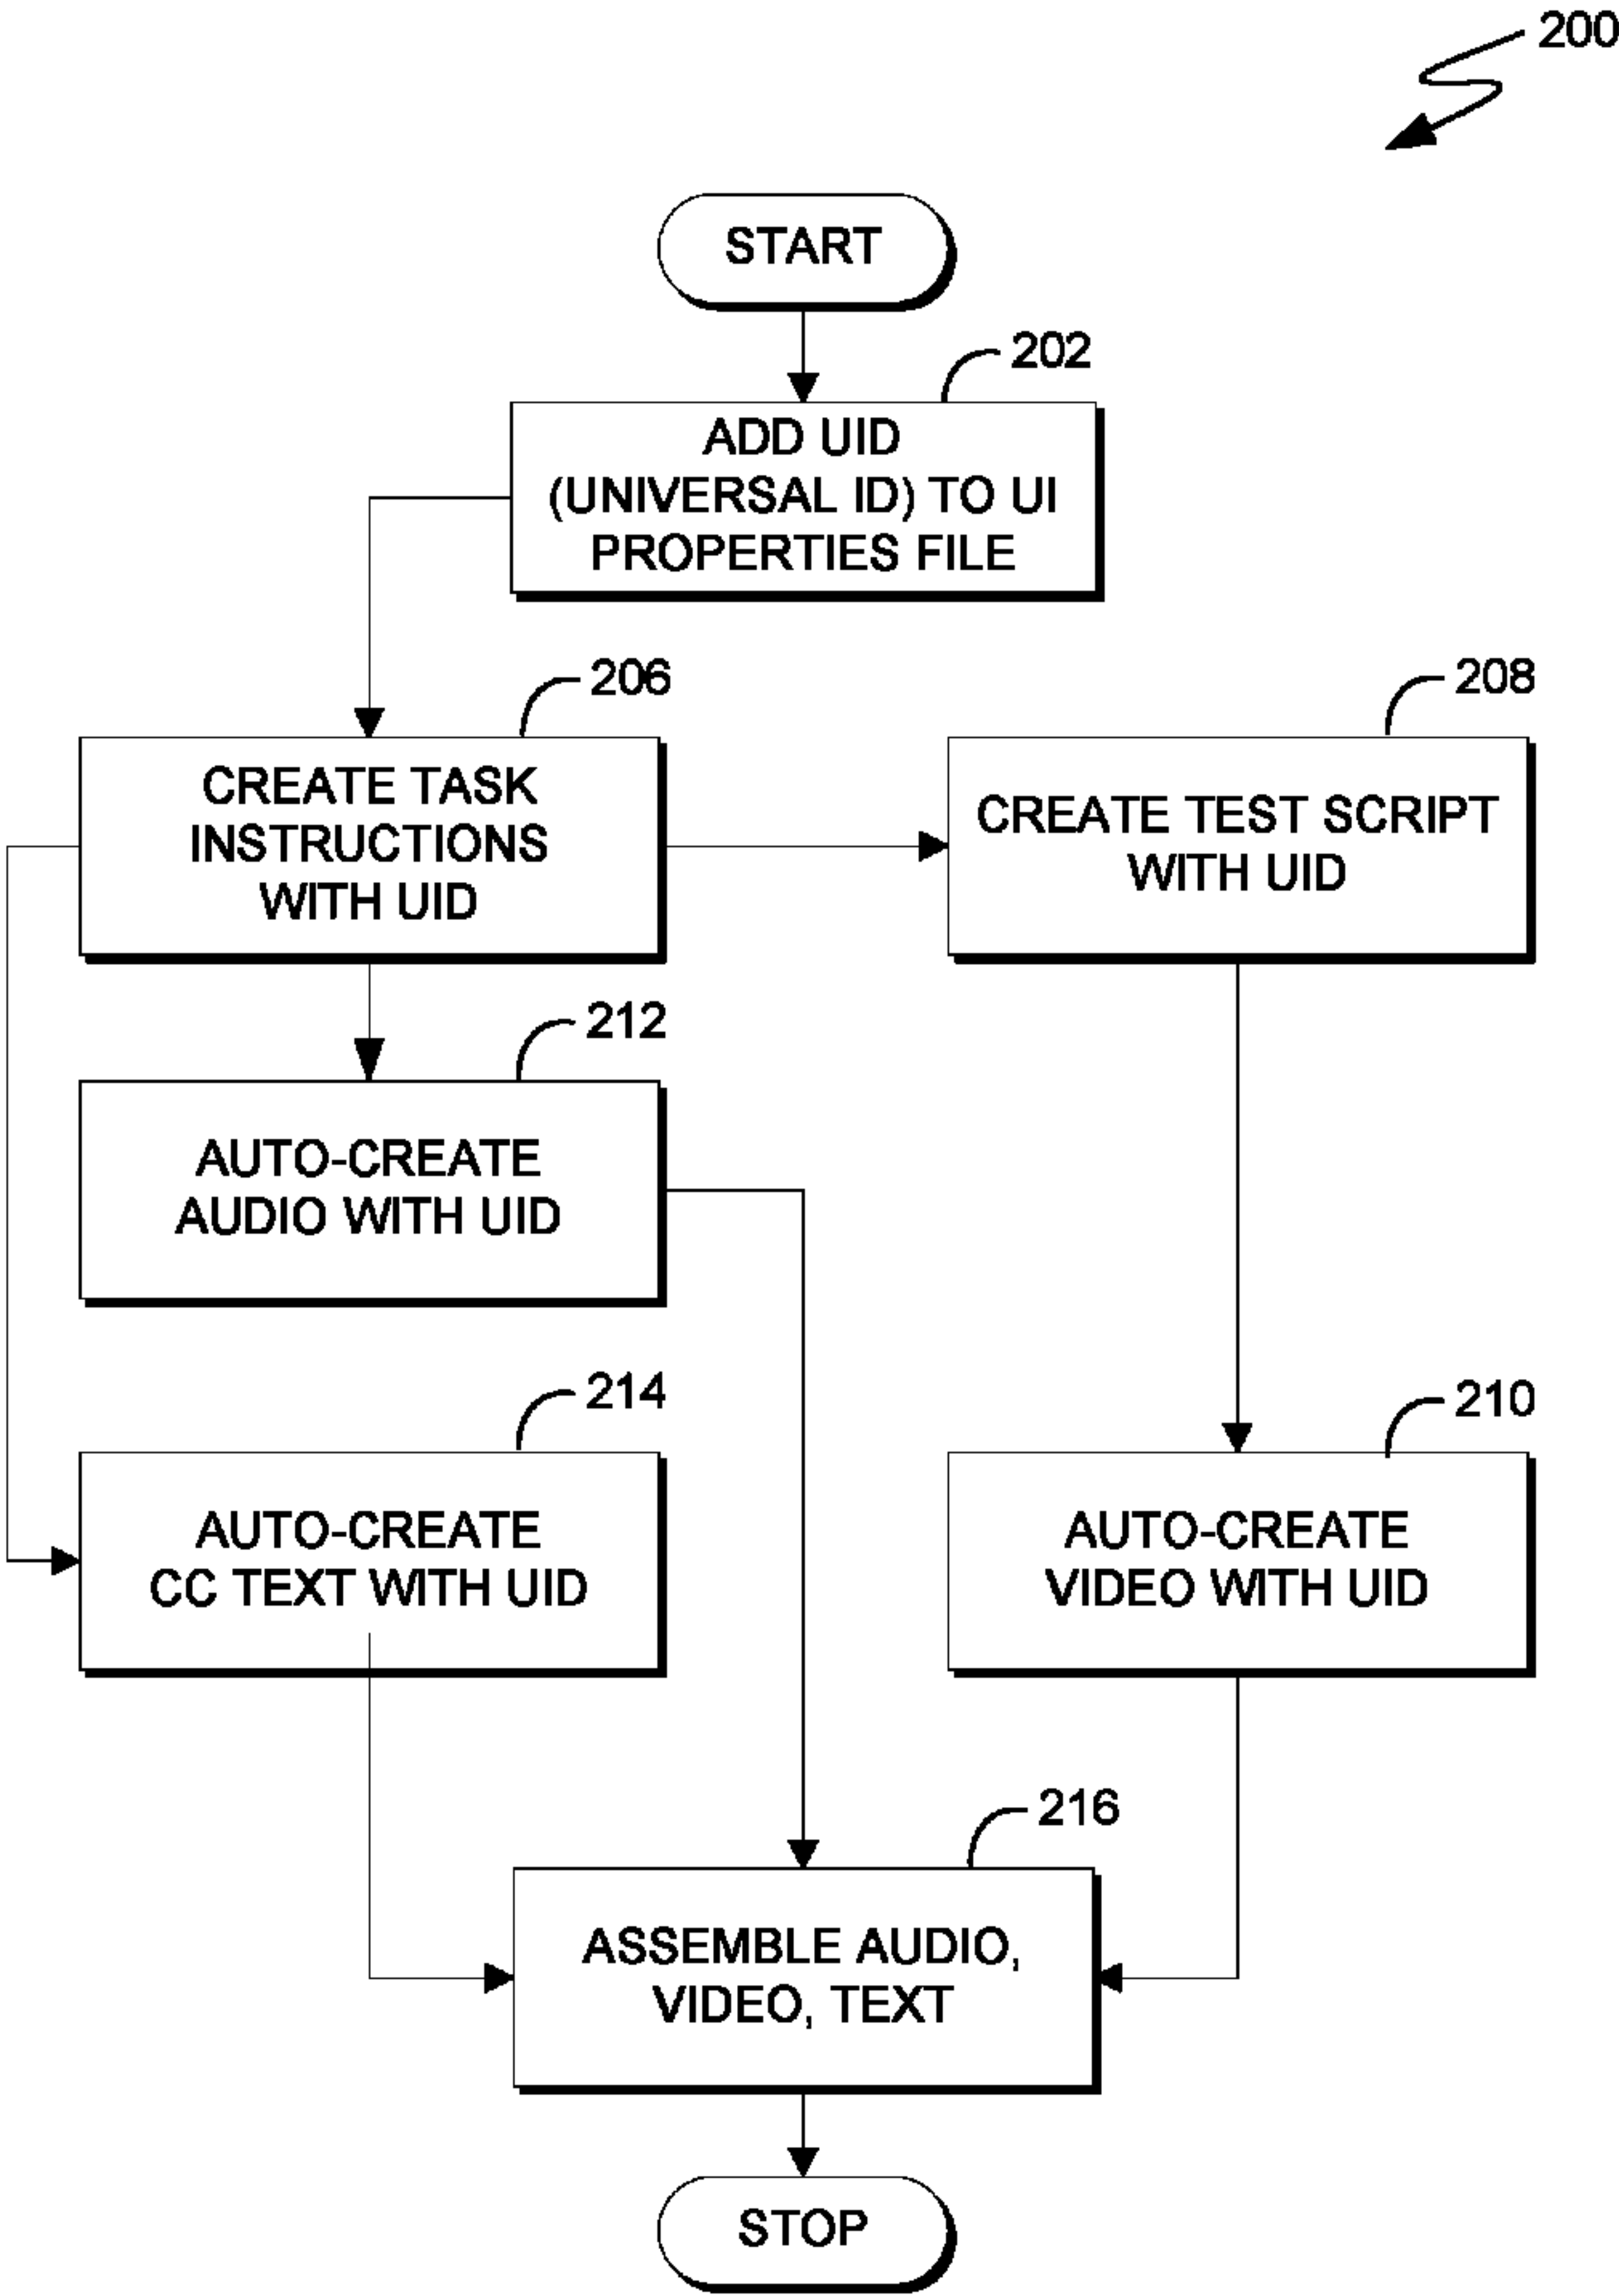 200
START
202
ADD UID
(UNIVERSAL ID) TO UI
PROPERTIES FILE
206
CREATE TASK
INSTRUCTIONS
WITH UID
208
CREATE TEST SCRIPT
WITH UID
212
AUTO-CREATE
AUDIO WITH UID
214
AUTO-CREATE
CC TEXT WITH UID
210
AUTO-CREATE
VIDEO WITH UID
216
ASSEMBLE AUDIO,
VIDEO, TEXT
STOP